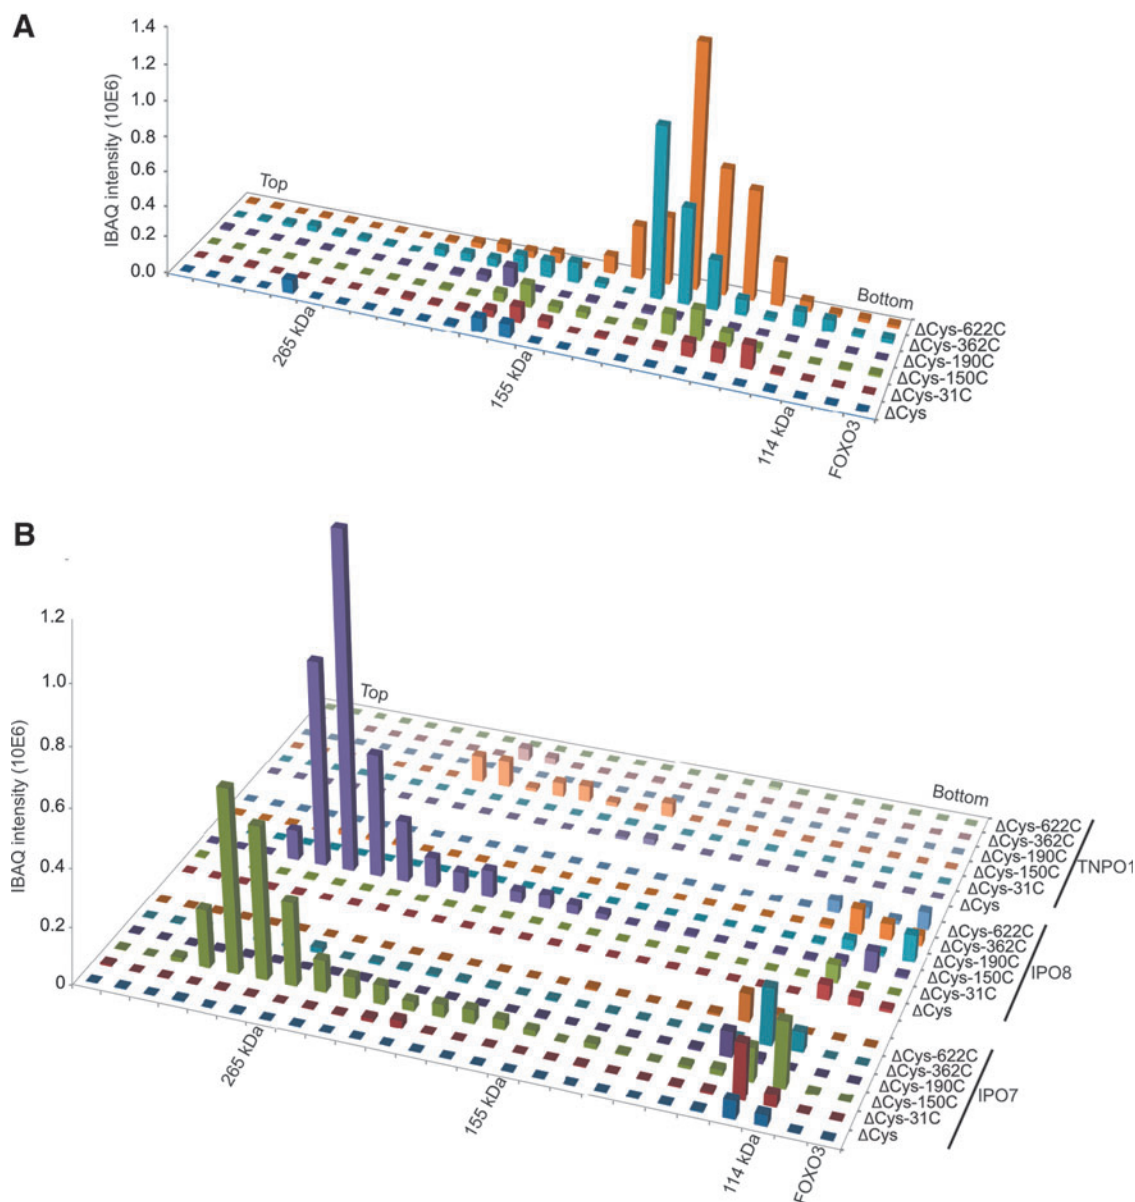 A
IBAQ intensity (10E6)
1.4
1.2
1.0
0.8
0.6
0.4
0.2
0.0
Top
Bottom
ΔCys-622C
ΔCys-362C
ΔCys-190C
ΔCys-150C
ΔCys-31C
ΔCys
265 kDa
155 kDa
114 kDa
FOXO3
B
IBAQ intensity (10E6)
1.2
1.0
0.8
0.6
0.4
0.2
0
Top
Bottom
ΔCys-622C
ΔCys-362C
ΔCys-190C
ΔCys-150C
ΔCys-31C
ΔCys
TNPO1
ΔCys-622C
ΔCys-362C
ΔCys-190C
ΔCys-150C
ΔCys-31C
ΔCys
IPO8
ΔCys-622C
ΔCys-362C
ΔCys-190C
ΔCys-150C
ΔCys-31C
ΔCys
IPO7
265 kDa
155 kDa
114 kDa
FOXO3